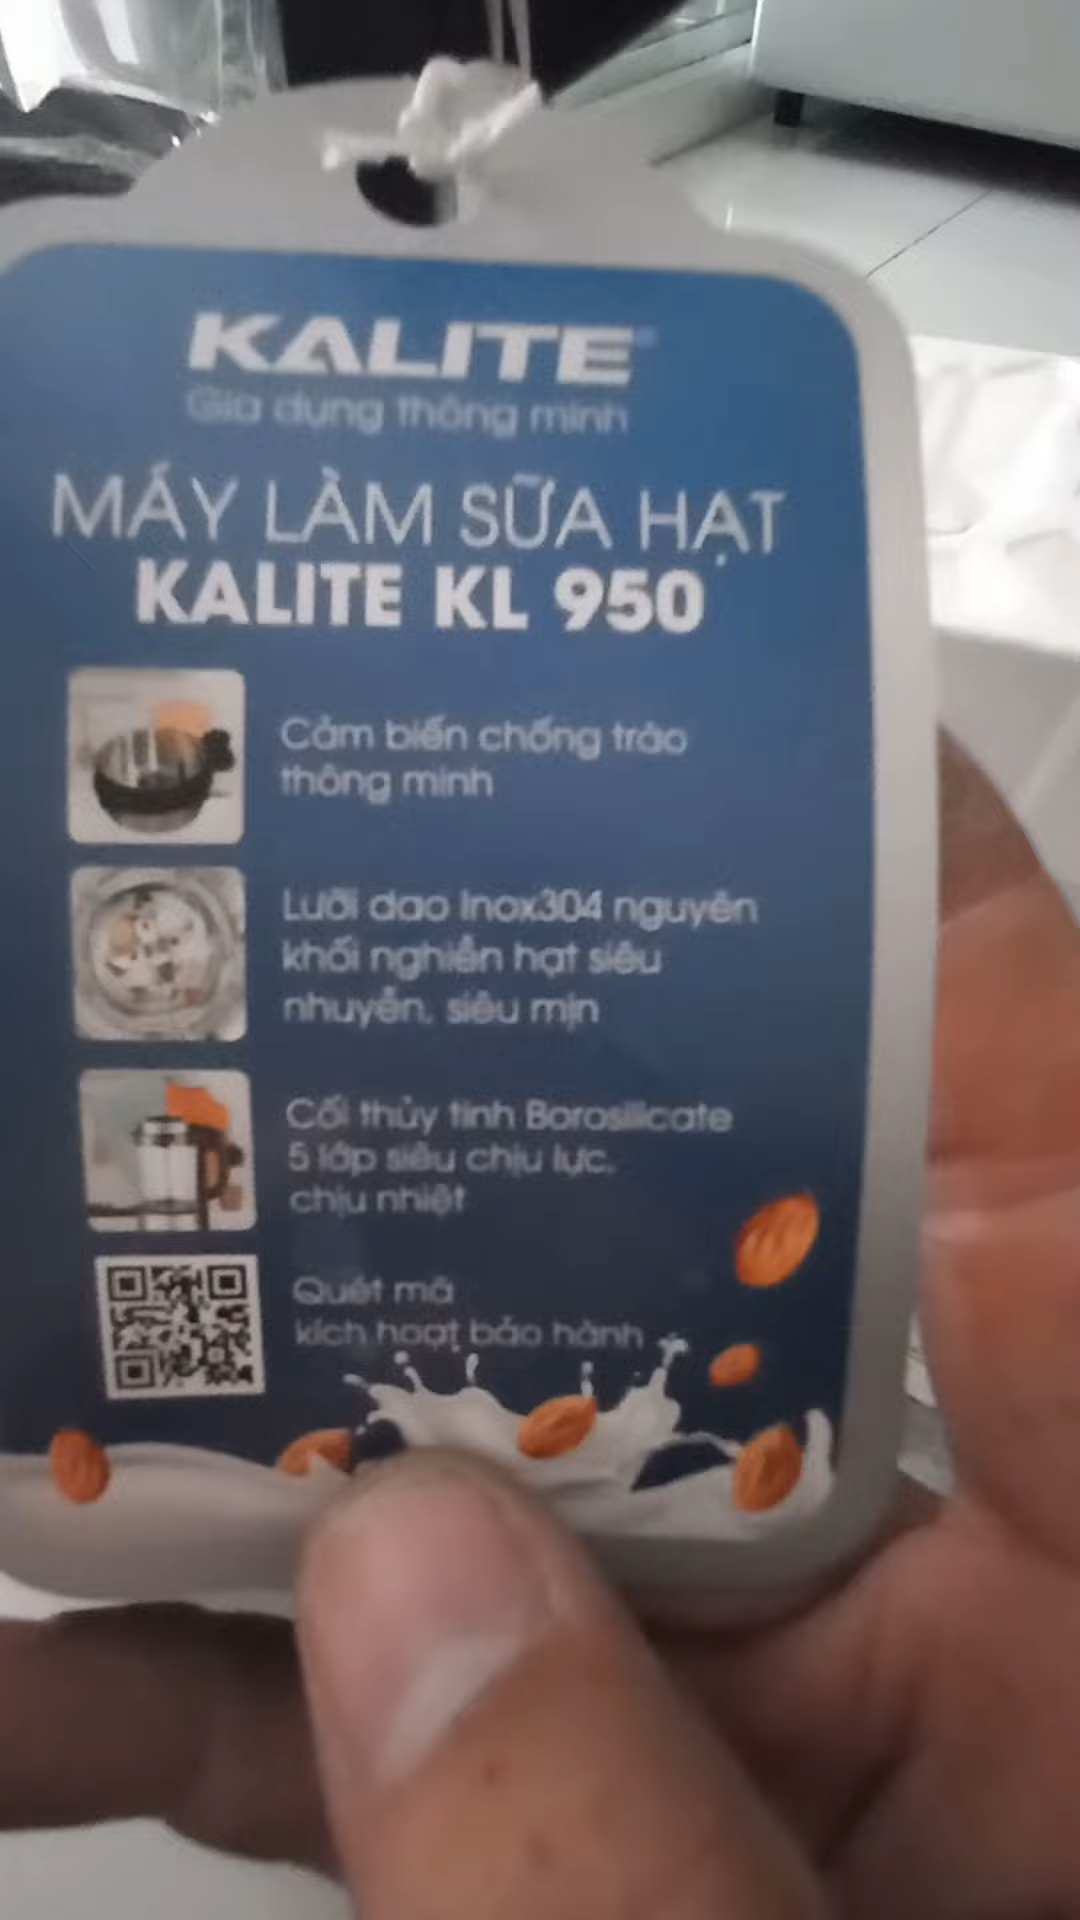 KALITE
Gia dụng thông minh
MÁY LÀM SỮA HẠT
KALITE KL 950
Cảm biến chống trào
thông minh
Lưỡi dao Inox304 nguyên
khối nghiền hạt siêu
nhuyễn, siêu mịn
Cối thủy tinh Borosilicate
5 lớp siêu chịu lực,
chịu nhiệt
Quét mã
kích hoạt bảo hành